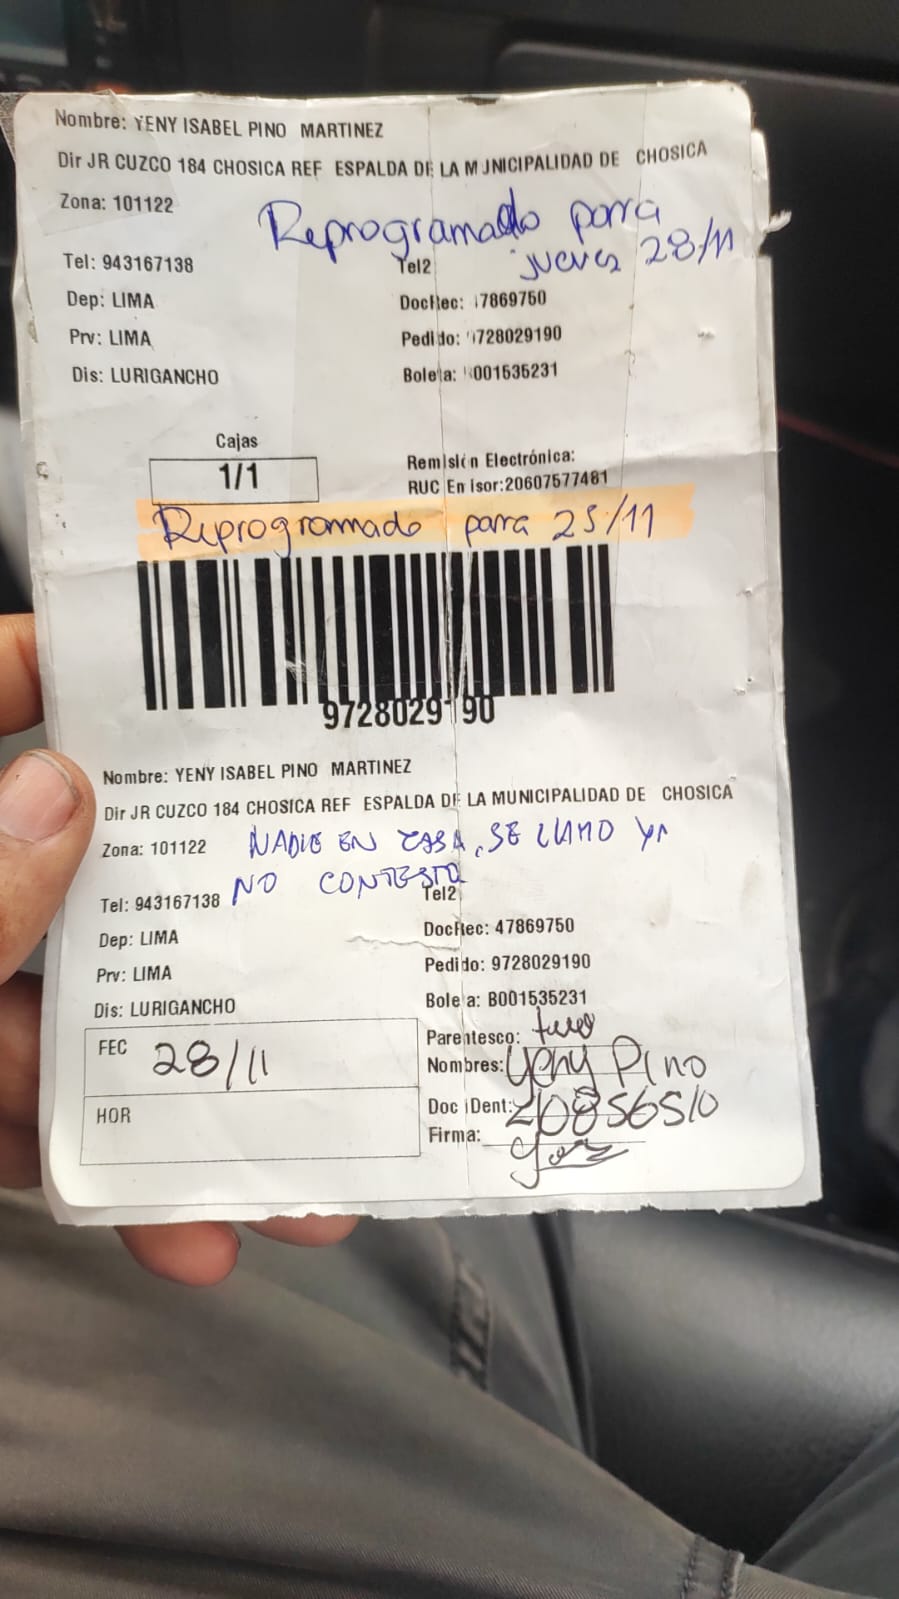 Nombre: YENY ISABEL PINO MARTINEZ
Dir JR CUZCO 184 CHOSICA REF ESPALDA DE LA MUNICIPALIDAD DE CHOSICA
Zona: 101122
Reprogramado para
jueves 28/11
Tel: 943167138 Tel2
Dep: LIMA DocRec: 7869750
Prv: LIMA Pedido: 728029190
Dis: LURIGANCHO Boleta: 001535231
Cajas
1/1
Remisión Electrónica:
RUC Emisor:20607577481
Reprogramado para 25/11
9728029190
Nombre: YENY ISABEL PINO MARTINEZ
Dir JR CUZCO 184 CHOSICA REF ESPALDA DE LA MUNICIPALIDAD DE CHOSICA
Zona: 101122 NADIE EN CASA, SE LLAMO YA
NO CONTESTA
Tel: 943167138 Tel2
Dep: LIMA DocRec: 47869750
Prv: LIMA Pedido: 9728029190
Dis: LURIGANCHO Boleta: B001535231
FEC 28/11
HOR
Parentesco:
Nombres: Yeny Pino
Doc iDent:
Firma: